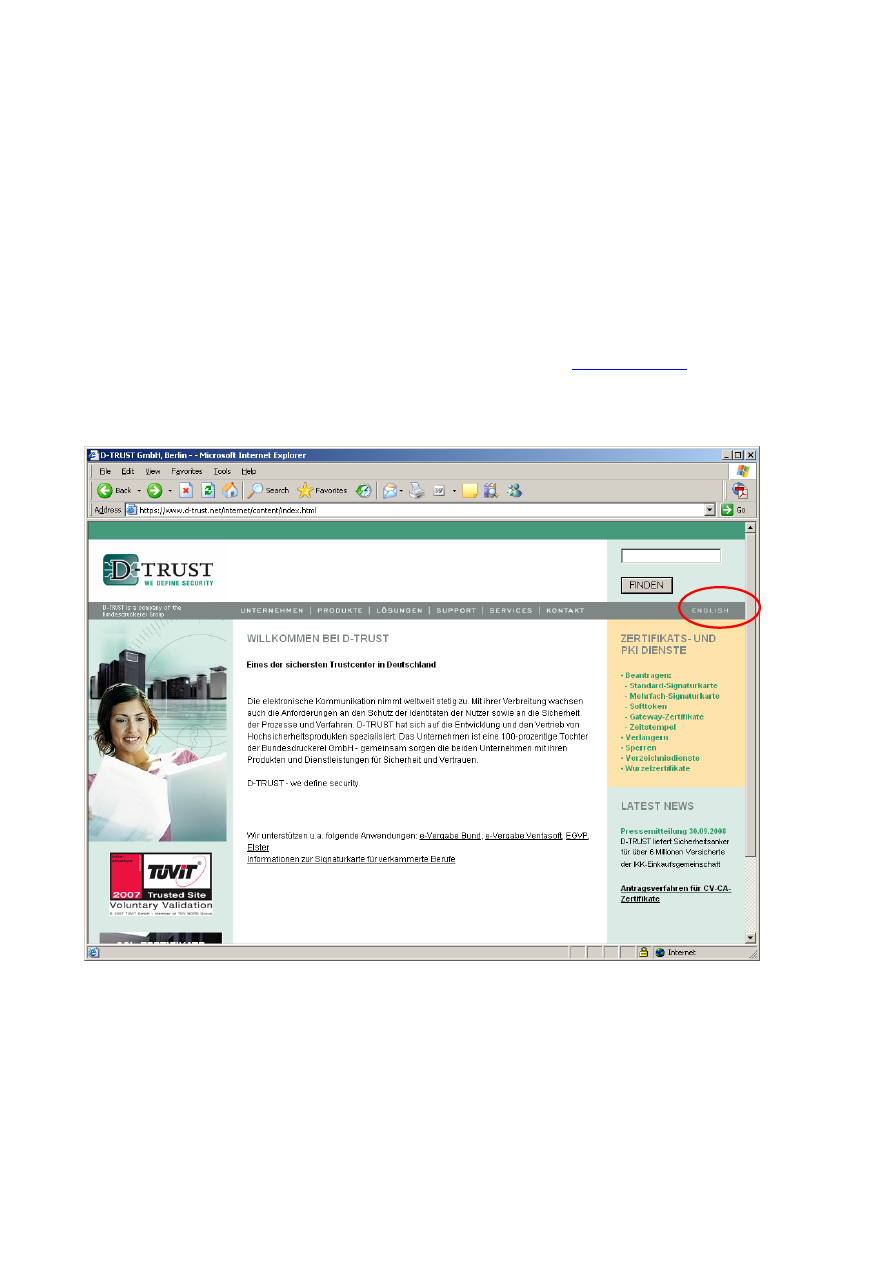 D-TRUST GmbH, Berlin - - Microsoft Internet Explorer
File Edit View Favorites Tools Help
Back Search Favorites
Address https://www.d-trust.net/internet/content/index.html Go
D-TRUST
WE DEFINE SECURITY
FINDEN
D-TRUST is a company of the
Bundesdruckerei Group
UNTERNEHMEN | PRODUKTE | LÖSUNGEN | SUPPORT | SERVICES | KONTAKT
ENGLISH
WILLKOMMEN BEI D-TRUST
Eines der sichersten Trustcenter in Deutschland
Die elektronische Kommunikation nimmt weltweit stetig zu. Mit ihrer Verbreitung wachsen
auch die Anforderungen an den Schutz der Identitäten der Nutzer sowie an die Sicherheit
der Prozesse und Verfahren. D-TRUST hat sich auf die Entwicklung und den Vertrieb von
Hochsicherheitsprodukten spezialisiert. Das Unternehmen ist eine 100-prozentige Tochter
der Bundesdruckerei GmbH - gemeinsam sorgen die beiden Unternehmen mit ihren
Produkten und Dienstleistungen für Sicherheit und Vertrauen.
D-TRUST - we define security.
Wir unterstützen u.a. folgende Anwendungen: e-Vergabe Bund, e-Vergabe Ventasoft, EGVP,
Elster
Informationen zur Signaturkarte für verkammerte Berufe
ZERTIFIKATS- UND
PKI DIENSTE
• Beantragen:
- Standard-Signaturkarte
- Mehrfach-Signaturkarte
- Softtoken
- Gateway-Zertifikate
- Zeitstempel
• Verlängern
• Sperren
• Verzeichnisdienste
• Wurzelzertifikate
LATEST NEWS
Pressemitteilung 30.09.2008
D-TRUST liefert Sicherheitsanker
für über 6 Millionen Versicherte
der IKK-Einkaufsgemeinschaft
Antragsverfahren für CV-CA-
Zertifikate
TÜViT
2007 Trusted Site
Voluntary Validation
Internet